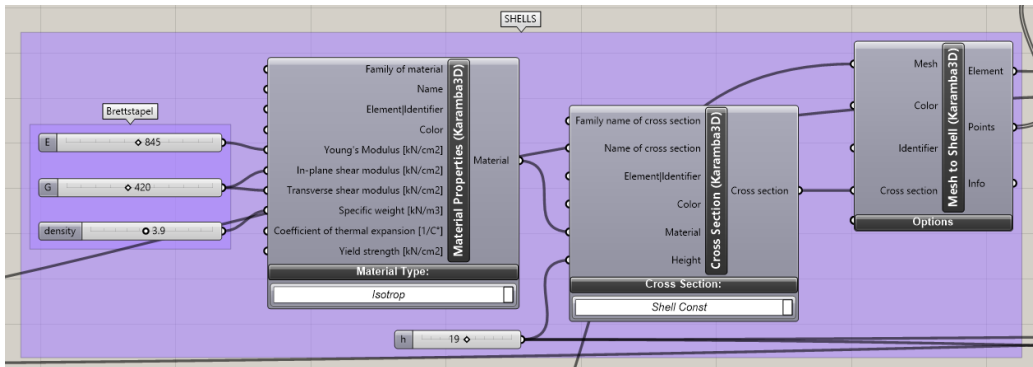 SHELLS
Brettstapel
E 845
G 420
density 3.9
Family of material
Name
Element|Identifier
Color
Young's Modulus [kN/cm2]
In-plane shear modulus [kN/cm2]
Transverse shear modulus [kN/cm2]
Specific weight [kN/m3]
Coefficient of thermal expansion [1/C°]
Yield strength [kN/cm2]
Material Properties (Karamba3D)
Material
Material Type:
Isotrop
h 19
Family name of cross section
Name of cross section
Element|Identifier
Color
Material
Height
Cross Section (Karamba3D)
Cross section
Cross Section:
Shell Const
Mesh
Color
Identifier
Cross section
Mesh to Shell (Karamba3D)
Element
Points
Info
Options